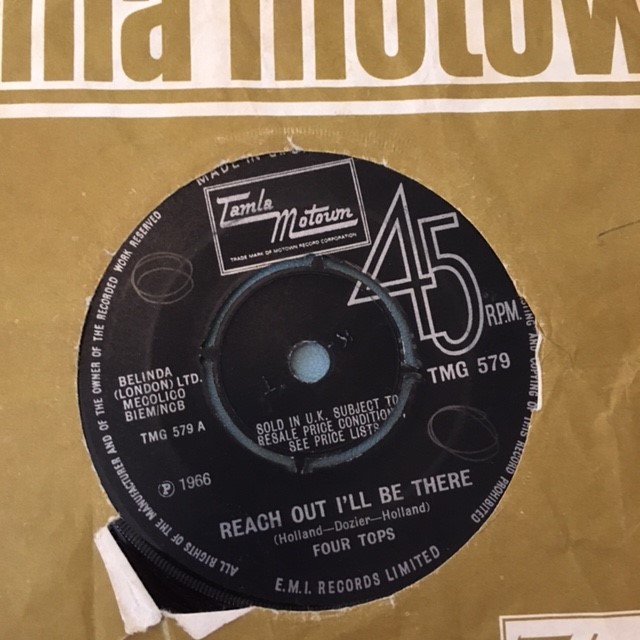 Tamla
Motown
TRADE MARK OF MOTOWN RECORD CORPORATION
45
R.P.M.
MADE IN
ALL RIGHTS OF THE MANUFACTURER AND OF THE OWNER OF THE RECORDED WORK RESERVED
AND COPYING OF THIS RECORD PROHIBITED
BELINDA
(LONDON) LTD.
MECOLICO
BIEM/NCB
TMG 579
TMG 579 A
SOLD IN U.K. SUBJECT TO
RESALE PRICE CONDITIONS
SEE PRICE LISTS
℗ 1966
REACH OUT I'LL BE THERE
(Holland—Dozier—Holland)
FOUR TOPS
E.M.I. RECORDS LIMITED